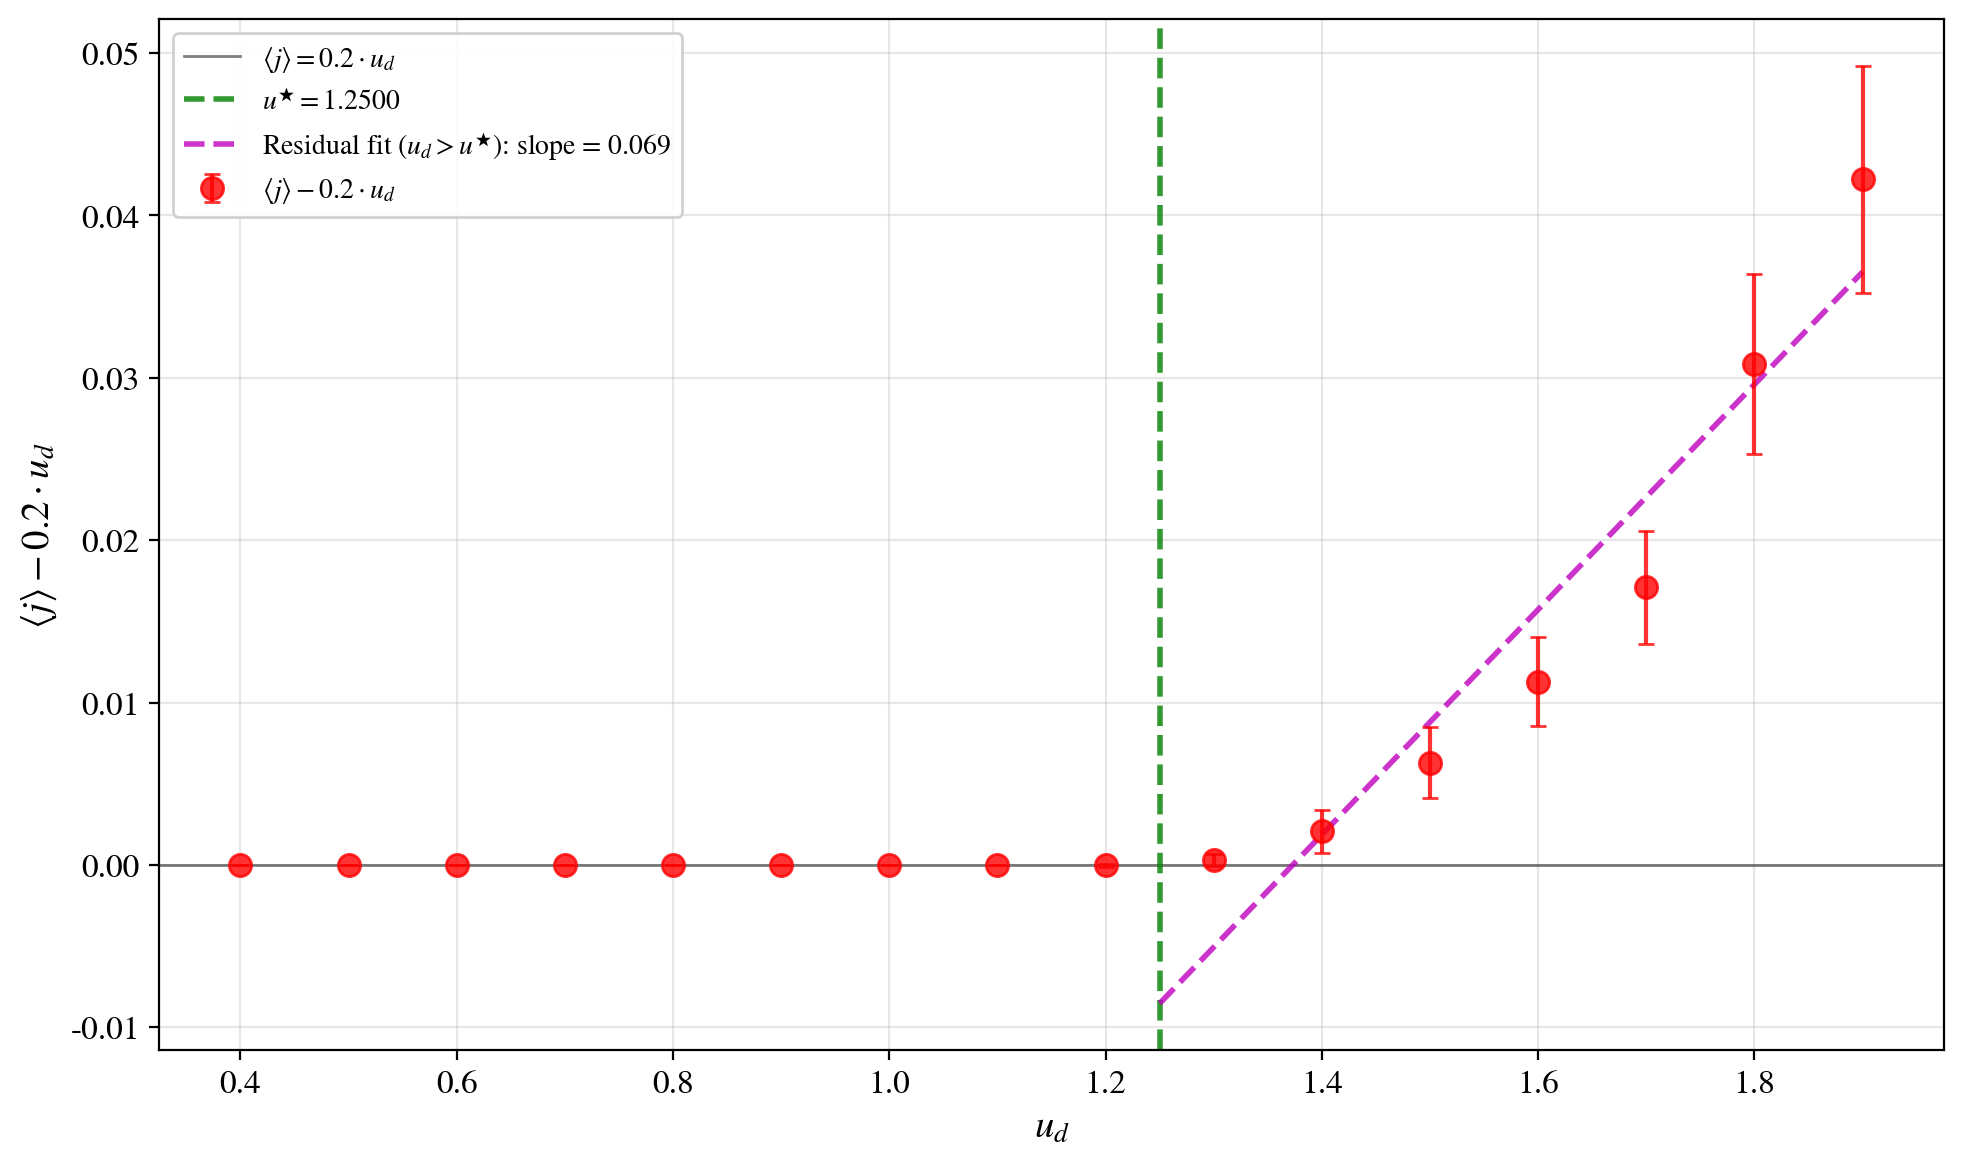 ⟨j⟩ = 0.2 · u_d
u★ = 1.2500
Residual fit (u_d > u★): slope = 0.069
⟨j⟩ − 0.2 · u_d
0.05
0.04
0.03
0.02
0.01
0.00
-0.01
⟨j⟩ − 0.2 · u_d
0.4 0.6 0.8 1.0 1.2 1.4 1.6 1.8
u_d